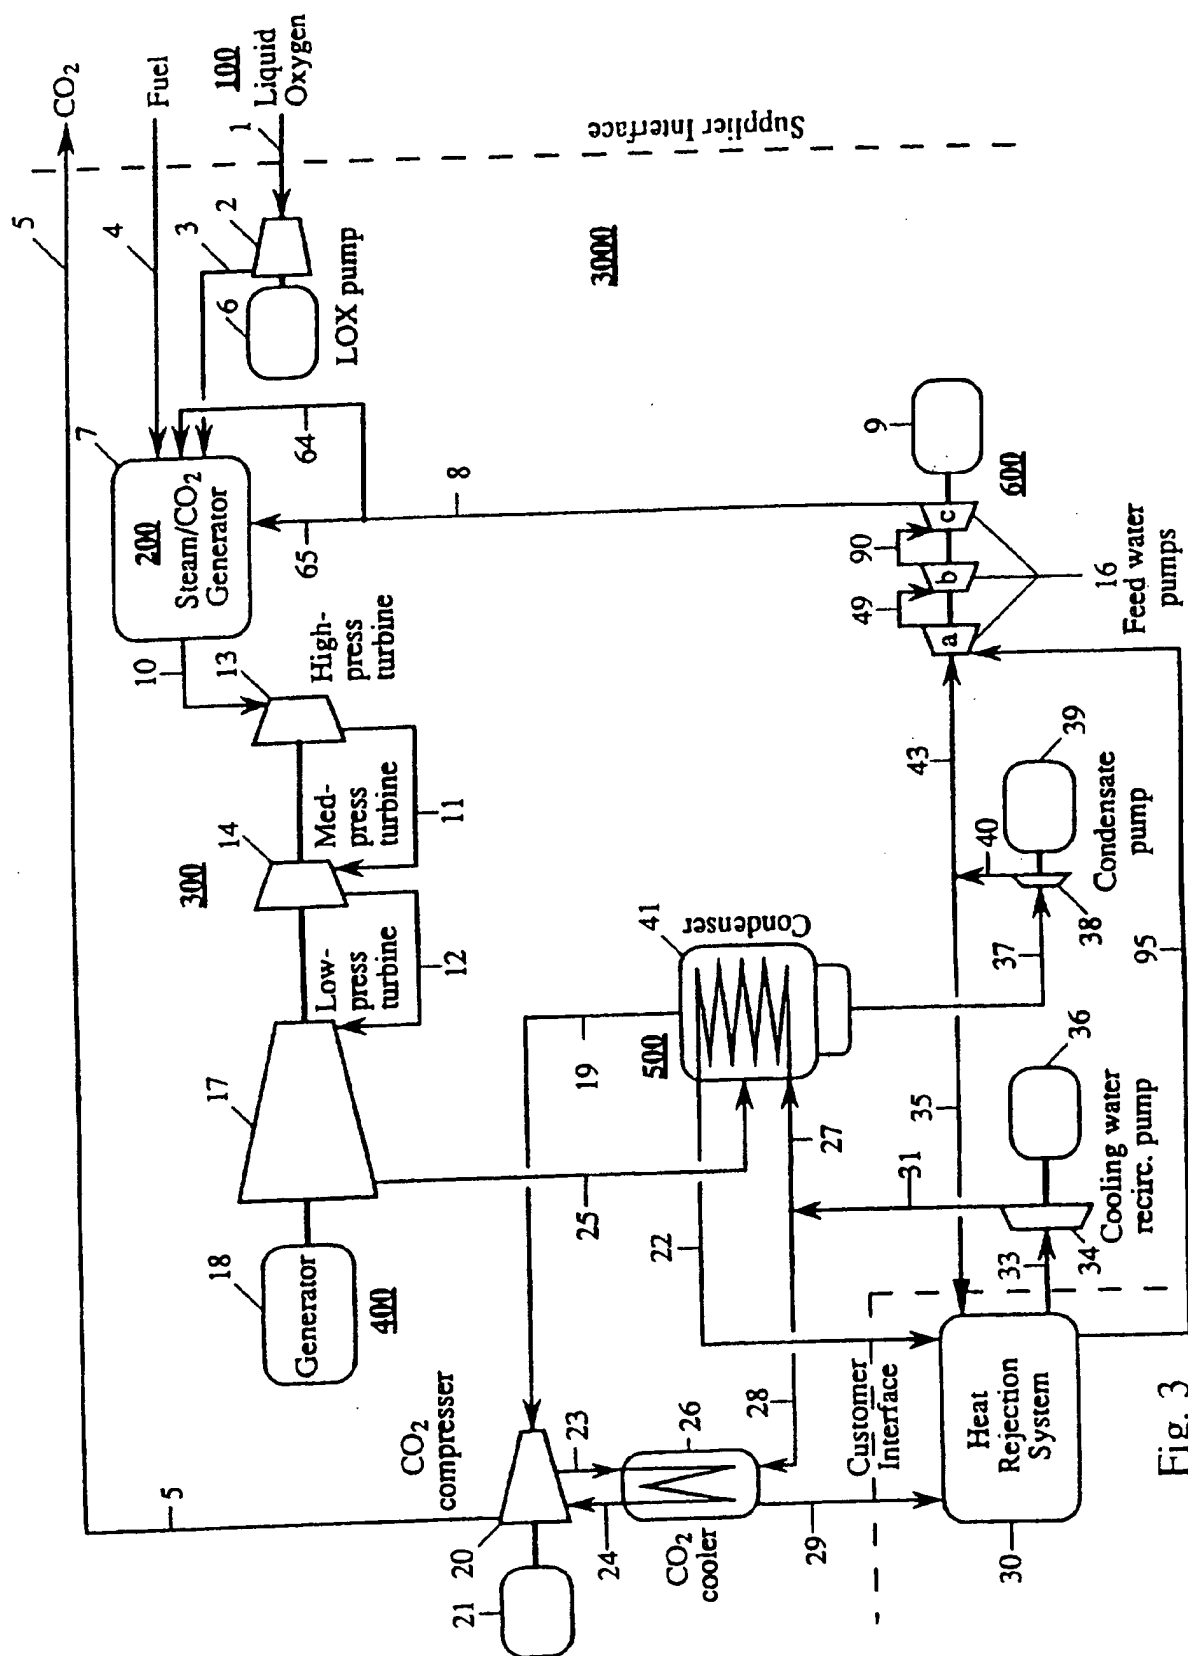 5
CO2
4
Fuel
100
1
Liquid
Oxygen
3
2
6
LOX pump
Supplier Interface
3000
7
200
Steam/CO2
Generator
64
65
8
10
13
High-
press
turbine
11
300
14
Med-
press
turbine
12
17
Low-
press
turbine
18
Generator
400
25
19
500
41
Condenser
22
27
5
CO2
compresser
20
21
23
24
26
CO2
cooler
28
29
Customer
Interface
Heat
Rejection
System
30
31
33
34
35
36
Cooling water
recirc. pump
37
38
39
40
Condensate
pump
43
95
9
600
90
49
a
b
c
16
Feed water
pumps
Fig. 3